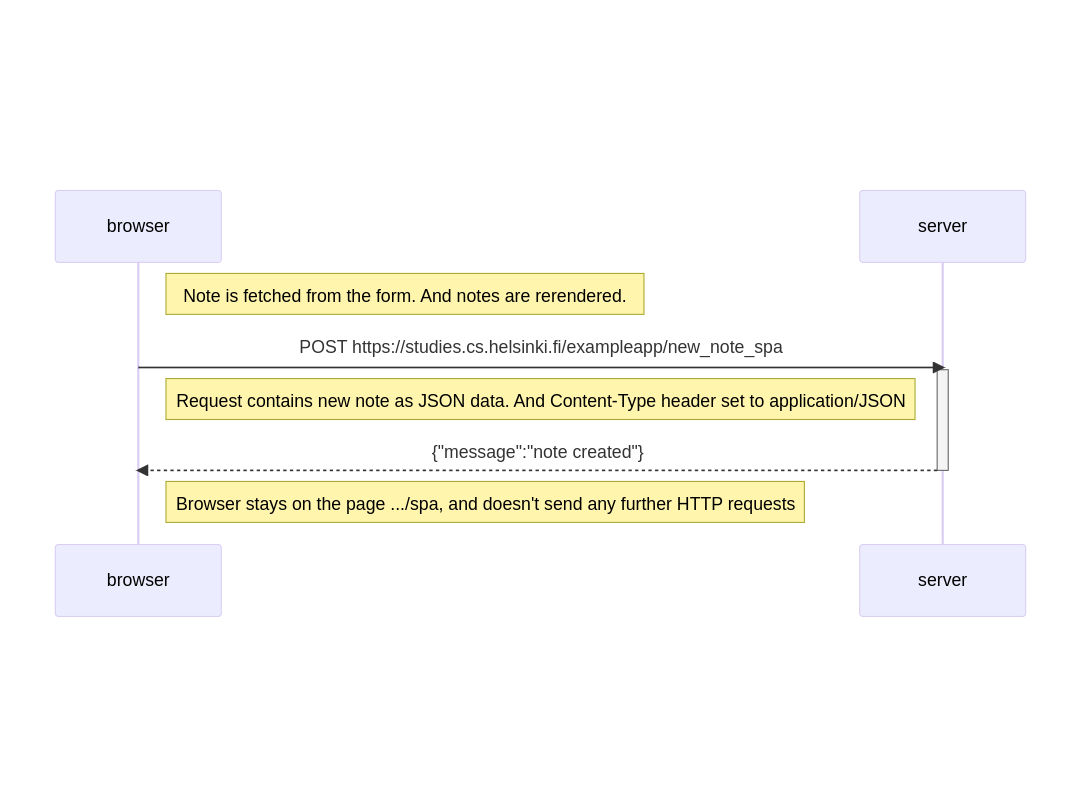 browser
server
Note is fetched from the form. And notes are rerendered.
POST https://studies.cs.helsinki.fi/exampleapp/new_note_spa
Request contains new note as JSON data. And Content-Type header set to application/JSON
{"message":"note created"}
Browser stays on the page .../spa, and doesn't send any further HTTP requests
browser
server